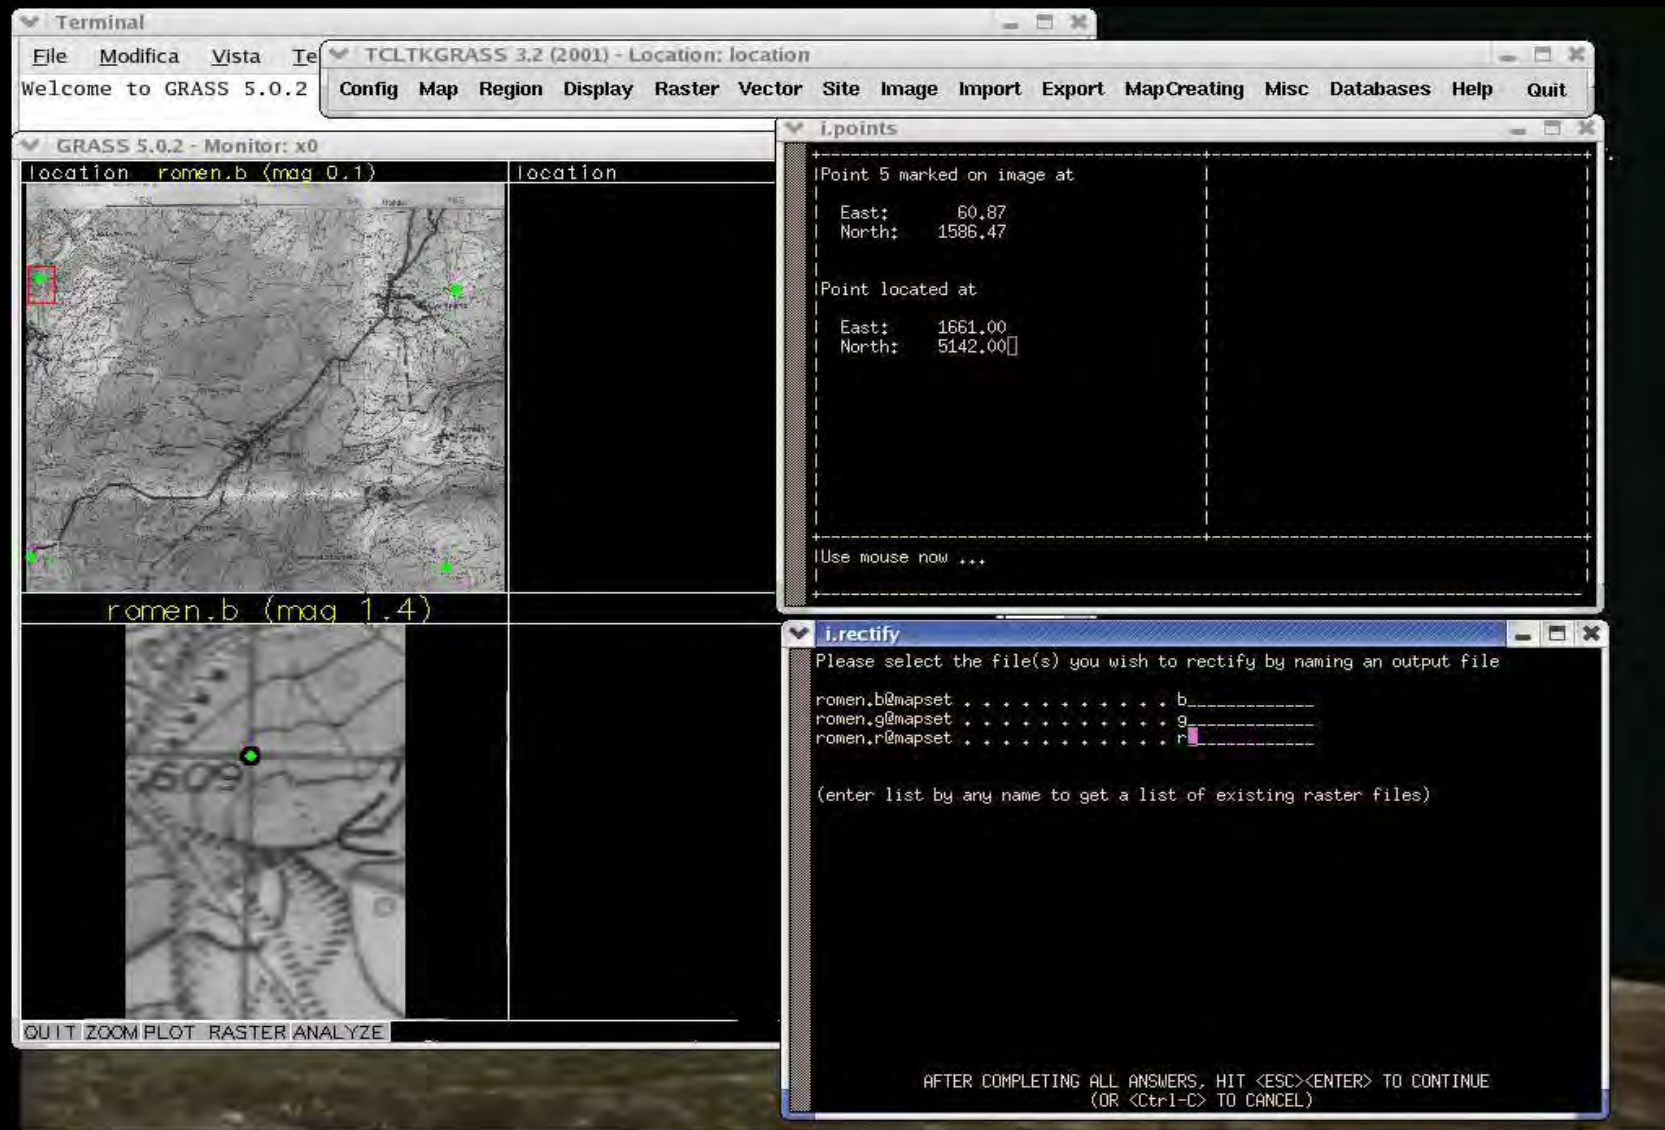 Terminal
File Modifica Vista Te
Welcome to GRASS 5.0.2
TCLTKGRASS 3.2 (2001) - Location: location
Config Map Region Display Raster Vector Site Image Import Export MapCreating Misc Databases Help Quit
GRASS 5.0.2 - Monitor: x0
location romen.b (mag 0.1)
location
romen.b (mag 1.4)
609
QUIT ZOOM PLOT RASTER ANALYZE
i.points
Point 5 marked on image at
East: 60.87
North: 1586.47
Point located at
East: 1661.00
North: 5142.00
Use mouse now ...
i.rectify
Please select the file(s) you wish to rectify by naming an output file
romen.b@mapset . . . . . . . . . . . b_____________
romen.g@mapset . . . . . . . . . . . g_____________
romen.r@mapset . . . . . . . . . . . r_____________
(enter list by any name to get a list of existing raster files)
AFTER COMPLETING ALL ANSWERS, HIT <ESC><ENTER> TO CONTINUE
(OR <Ctrl-C> TO CANCEL)